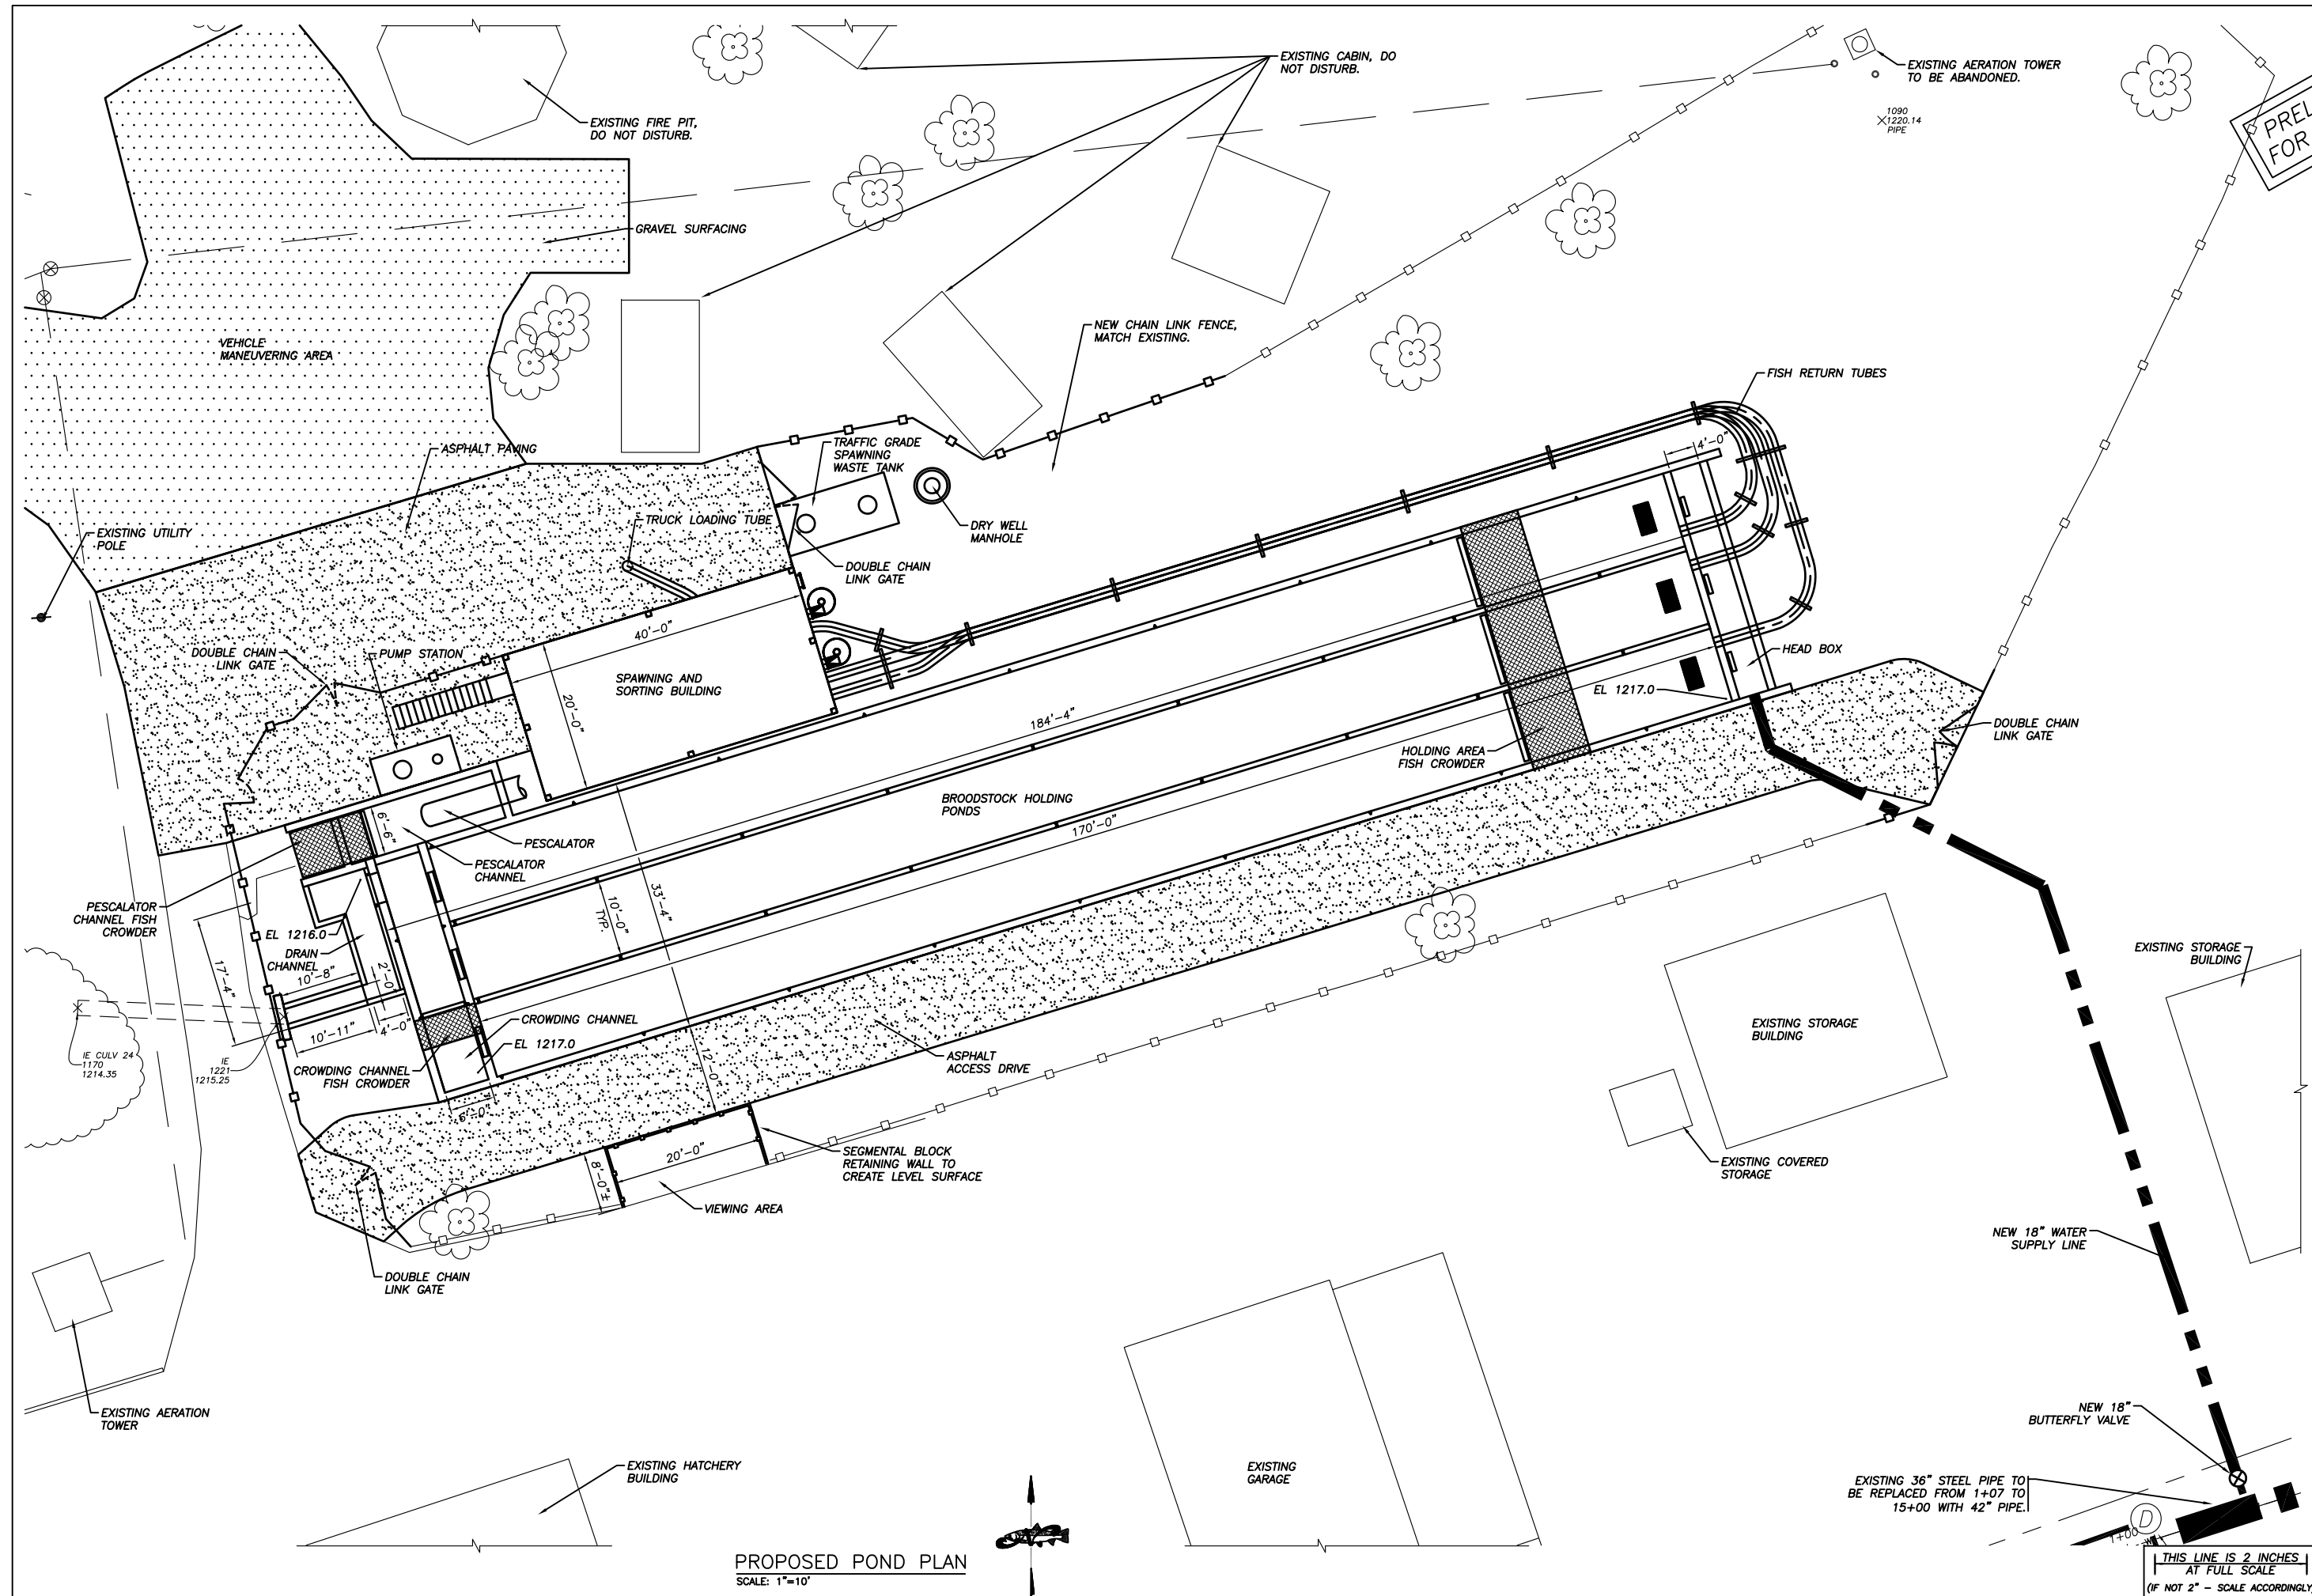 EXISTING CABIN, DO
NOT DISTURB.
EXISTING AERATION TOWER
TO BE ABANDONED.
1090
1220.14
PIPE
PREL
FOR
EXISTING FIRE PIT,
DO NOT DISTURB.
GRAVEL SURFACING
VEHICLE
MANEUVERING AREA
NEW CHAIN LINK FENCE,
MATCH EXISTING.
FISH RETURN TUBES
ASPHALT PAVING
TRAFFIC GRADE
SPAWNING
WASTE TANK
4'-0"
EXISTING UTILITY
POLE
TRUCK LOADING TUBE
DRY WELL
MANHOLE
DOUBLE CHAIN
LINK GATE
40'-0"
DOUBLE CHAIN
LINK GATE
PUMP STATION
SPAWNING AND
SORTING BUILDING
20'-0"
HEAD BOX
EL 1217.0
184'-4"
DOUBLE CHAIN
LINK GATE
HOLDING AREA
FISH CROWDER
BROODSTOCK HOLDING
PONDS
170'-0"
6'-6"
PESCALATOR
PESCALATOR
CHANNEL
33'-4"
10'-0"
TYP.
PESCALATOR
CHANNEL FISH
CROWDER
EL 1216.0
DRAIN
CHANNEL
17'-4"
10'-8"
2'-0"
10'-11"
4'-0"
EXISTING STORAGE
BUILDING
CROWDING CHANNEL
EL 1217.0
EXISTING STORAGE
BUILDING
IE CULV 24
1170
1214.35
IE
1221
1215.25
CROWDING CHANNEL
FISH CROWDER
12'-0"
ASPHALT
ACCESS DRIVE
6'-0"
20'-0"
8'-0"±
SEGMENTAL BLOCK
RETAINING WALL TO
CREATE LEVEL SURFACE
EXISTING COVERED
STORAGE
VIEWING AREA
NEW 18" WATER
SUPPLY LINE
DOUBLE CHAIN
LINK GATE
EXISTING AERATION
TOWER
NEW 18"
BUTTERFLY VALVE
EXISTING HATCHERY
BUILDING
EXISTING
GARAGE
EXISTING 36" STEEL PIPE TO
BE REPLACED FROM 1+07 TO
15+00 WITH 42" PIPE.
D
1+00
W
PROPOSED POND PLAN
SCALE: 1"=10'
THIS LINE IS 2 INCHES
AT FULL SCALE
(IF NOT 2" - SCALE ACCORDINGLY)